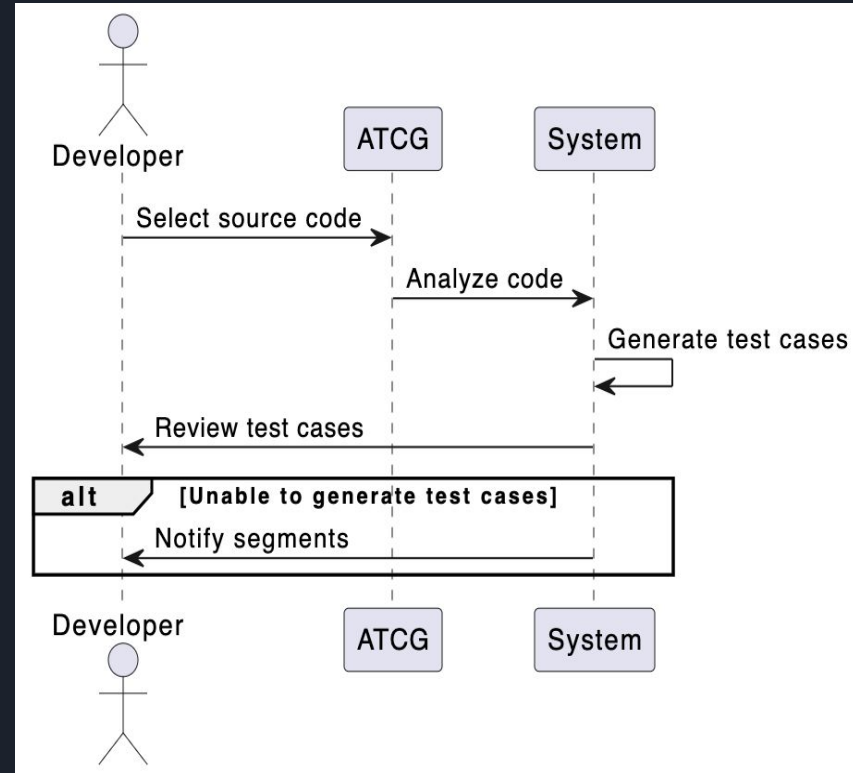 Developer
ATCG
System
Select source code
Analyze code
Generate test cases
Review test cases
alt [Unable to generate test cases]
Notify segments
Developer
ATCG
System